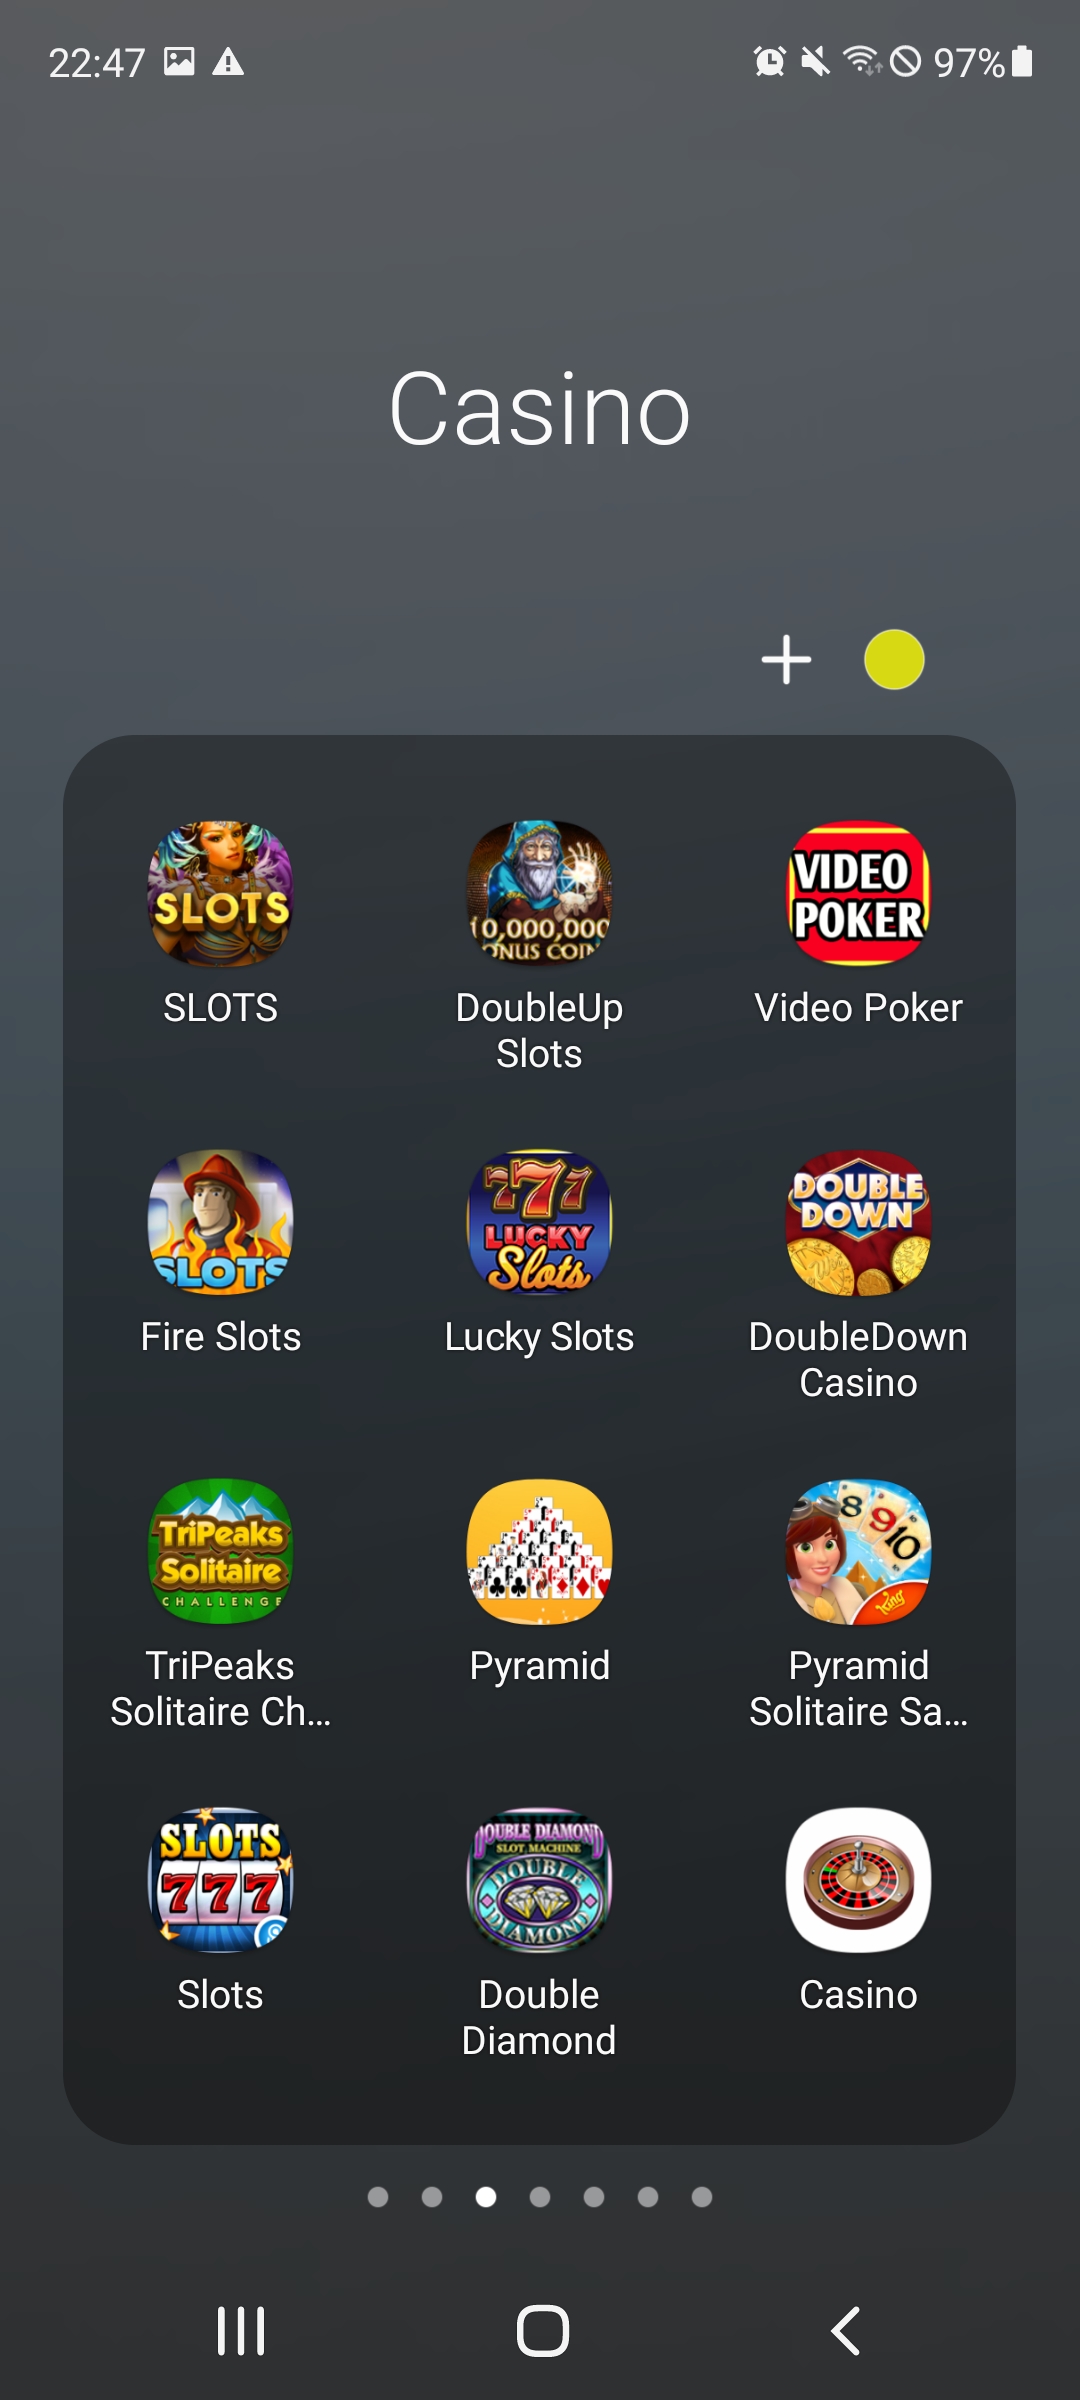 22:47
97%
Casino
SLOTS
10,000,000
BONUS COIN
VIDEO
POKER
SLOTS
DoubleUp
Slots
Video Poker
SLOTS
777
LUCKY
Slots
DOUBLE
DOWN
Fire Slots
Lucky Slots
DoubleDown
Casino
TriPeaks
Solitaire
CHALLENGE
8
9
10
King
TriPeaks
Solitaire Ch...
Pyramid
Pyramid
Solitaire Sa...
SLOTS
777
DOUBLE DIAMOND
SLOT MACHINE
DOUBLE
DIAMOND
Slots
Double
Diamond
Casino